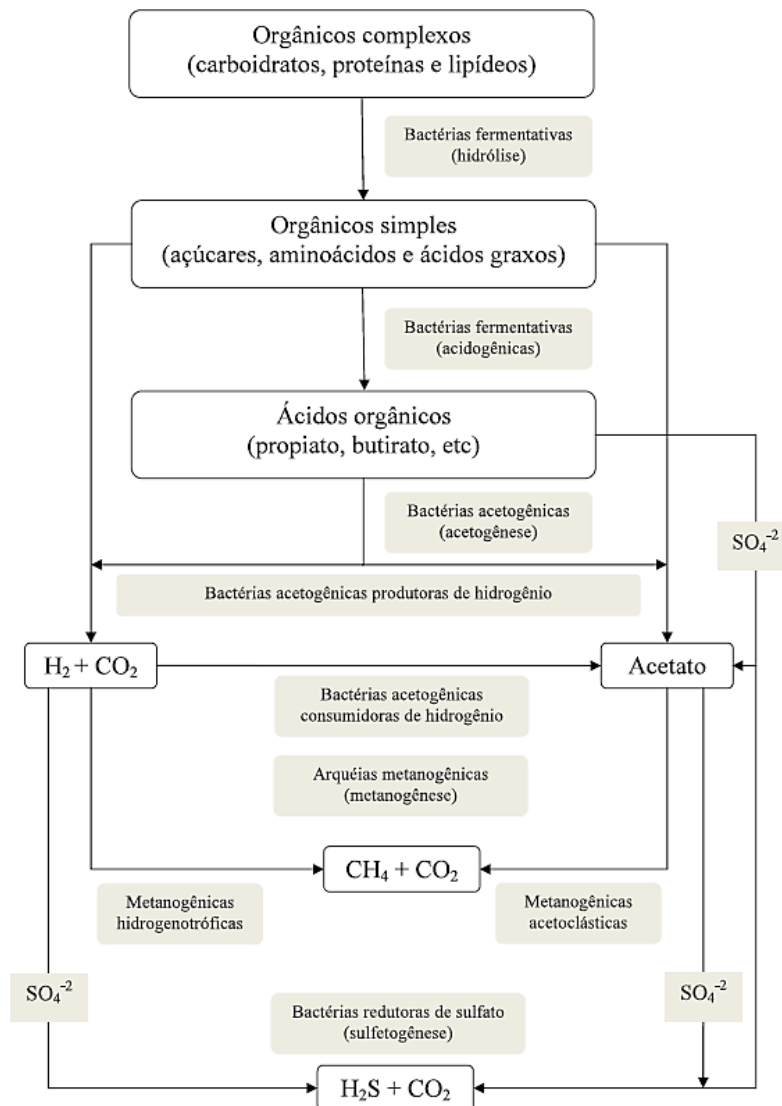 Orgânicos complexos
(carboidratos, proteínas e lipídeos)
Bactérias fermentativas
(hidrólise)
Orgânicos simples
(açúcares, aminoácidos e ácidos graxos)
Bactérias fermentativas
(acidogênicas)
Ácidos orgânicos
(propiato, butirato, etc)
Bactérias acetogênicas
(acetogênese)
SO₄⁻²
Bactérias acetogênicas produtoras de hidrogênio
H₂ + CO₂
Acetato
Bactérias acetogênicas
consumidoras de hidrogênio
Arquéias metanogênicas
(metanogênese)
CH₄ + CO₂
Metanogênicas
hidrogenotróficas
Metanogênicas
acetoclásticas
SO₄⁻²
SO₄⁻²
Bactérias redutoras de sulfato
(sulfetogênese)
H₂S + CO₂